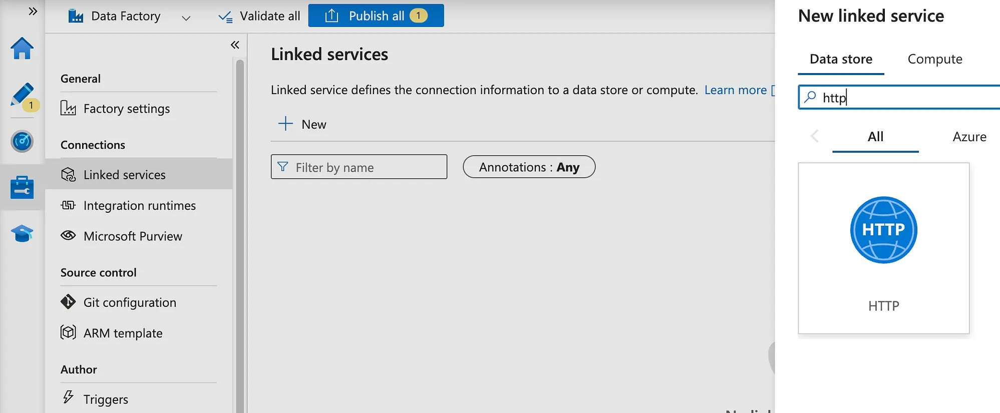 Data Factory
Validate all
Publish all 1
1
General
Factory settings
Connections
Linked services
Integration runtimes
Microsoft Purview
Source control
Git configuration
ARM template
Author
Triggers
Linked services
Linked service defines the connection information to a data store or compute. Learn more
New
Filter by name
Annotations : Any
New linked service
Data store Compute
http
All Azure
HTTP
HTTP